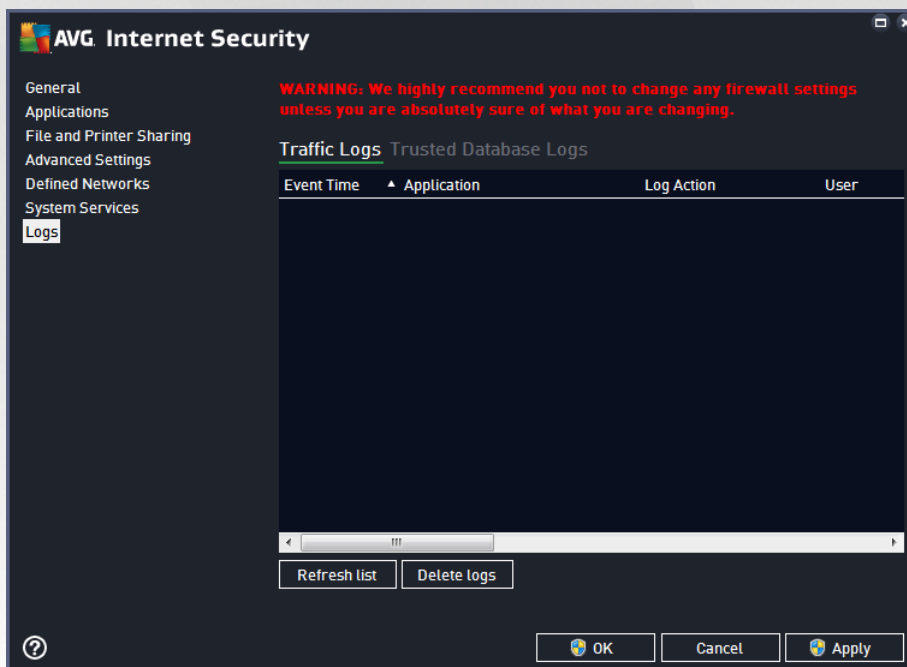 AVG Internet Security
General
Applications
File and Printer Sharing
Advanced Settings
Defined Networks
System Services
Logs
WARNING: We highly recommend you not to change any firewall settings
unless you are absolutely sure of what you are changing.
Traffic Logs Trusted Database Logs
Event Time Application Log Action User
Refresh list Delete logs
? OK Cancel Apply